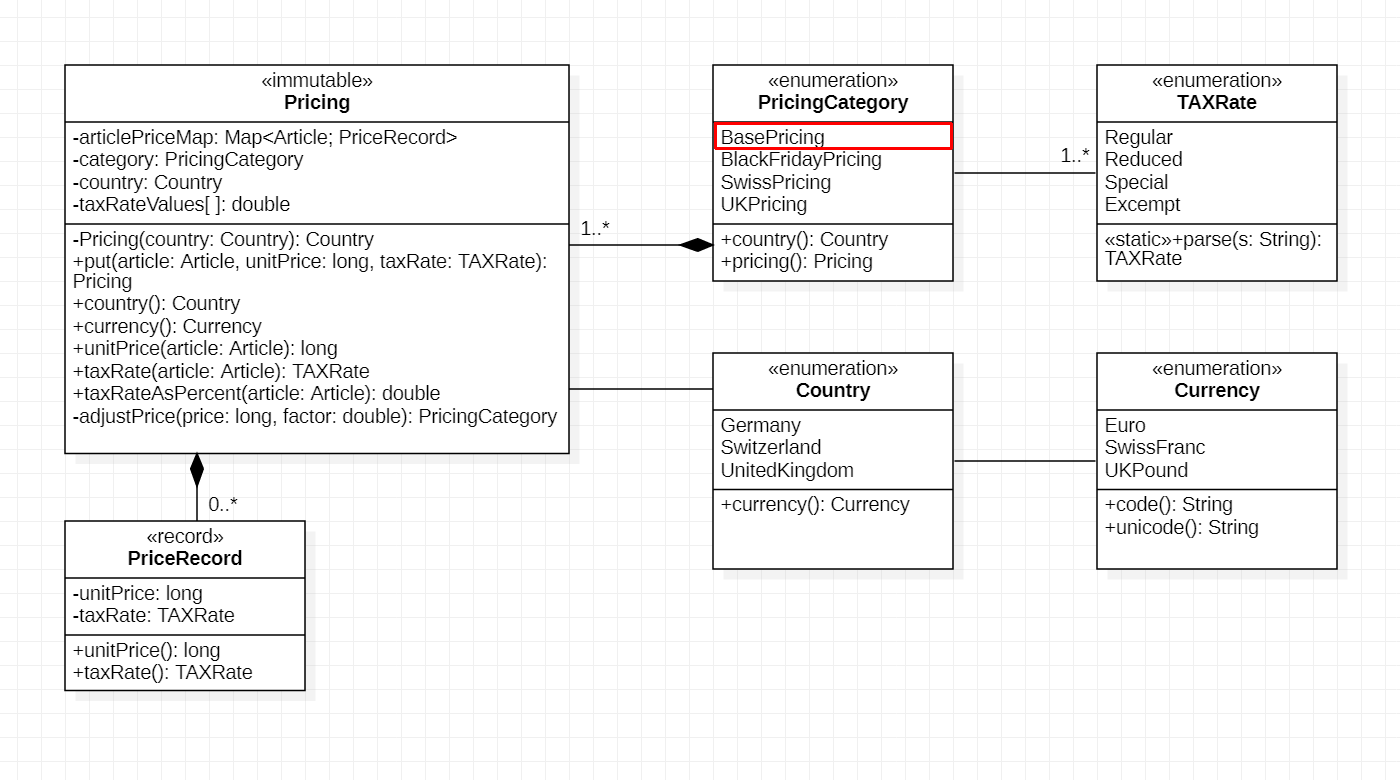 «immutable»
Pricing
-articlePriceMap: Map<Article; PriceRecord>
-category: PricingCategory
-country: Country
-taxRateValues[ ]: double
-Pricing(country: Country): Country
+put(article: Article, unitPrice: long, taxRate: TAXRate):
Pricing
+country(): Country
+currency(): Currency
+unitPrice(article: Article): long
+taxRate(article: Article): TAXRate
+taxRateAsPercent(article: Article): double
-adjustPrice(price: long, factor: double): PricingCategory
1..*
«enumeration»
PricingCategory
BasePricing
BlackFridayPricing
SwissPricing
UKPricing
+country(): Country
+pricing(): Pricing
1..*
«enumeration»
TAXRate
Regular
Reduced
Special
Excempt
«static»+parse(s: String):
TAXRate
«enumeration»
Country
Germany
Switzerland
UnitedKingdom
+currency(): Currency
«enumeration»
Currency
Euro
SwissFranc
UKPound
+code(): String
+unicode(): String
0..*
«record»
PriceRecord
-unitPrice: long
-taxRate: TAXRate
+unitPrice(): long
+taxRate(): TAXRate